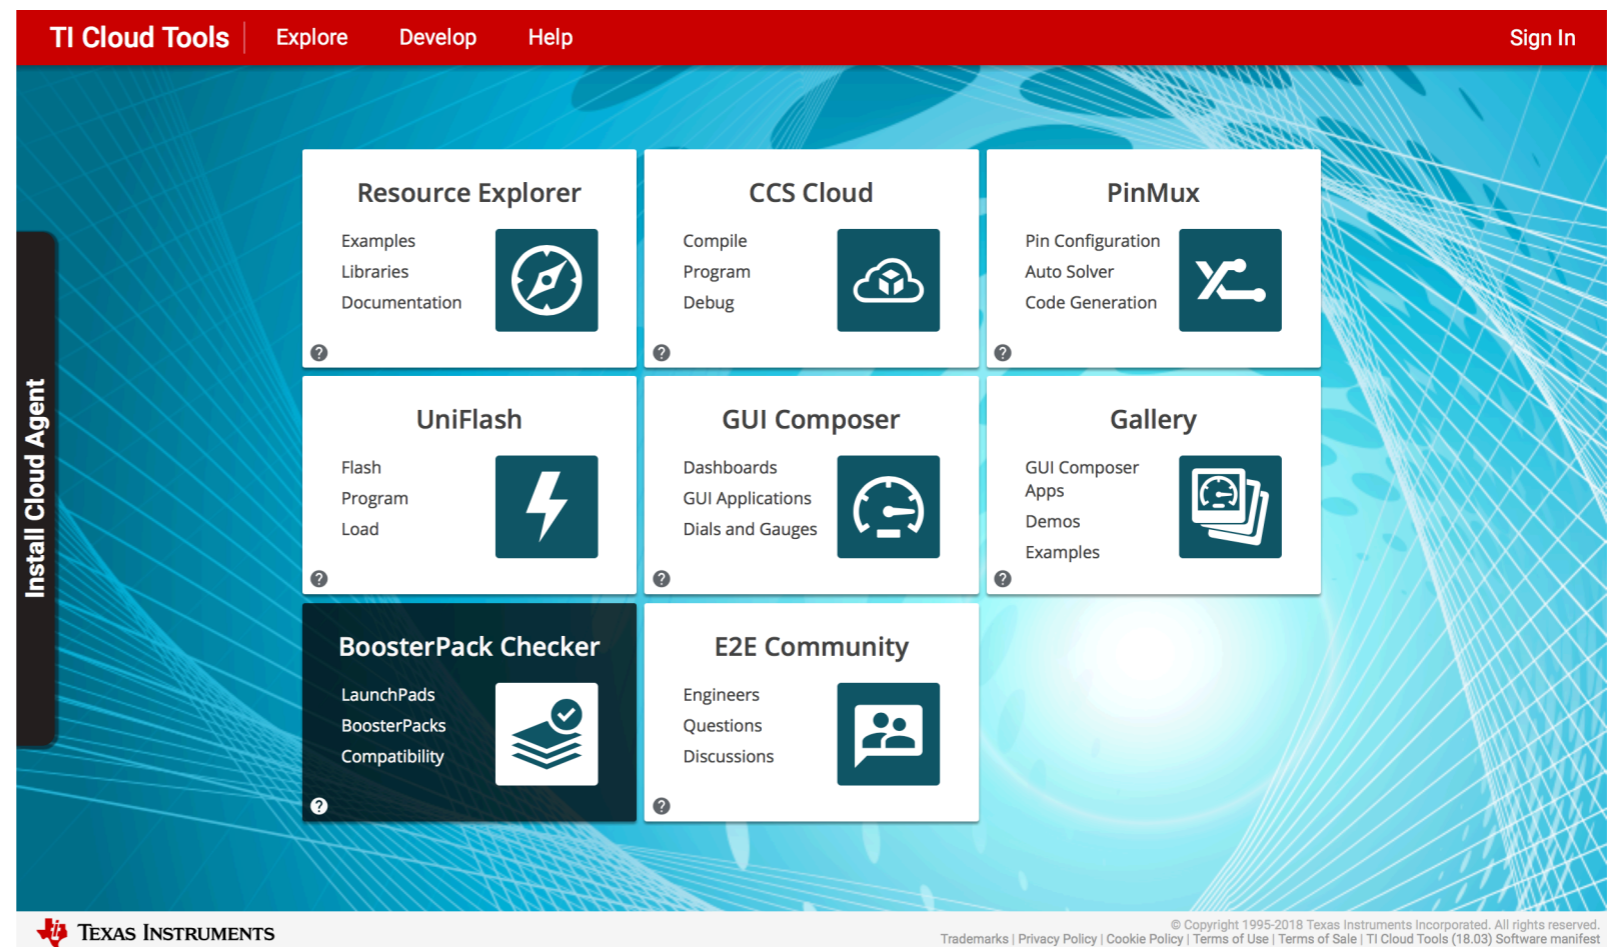 TI Cloud Tools Explore Develop Help Sign In
Install Cloud Agent
Resource Explorer
Examples
Libraries
Documentation
?
CCS Cloud
Compile
Program
Debug
?
PinMux
Pin Configuration
Auto Solver
Code Generation
?
UniFlash
Flash
Program
Load
?
GUI Composer
Dashboards
GUI Applications
Dials and Gauges
?
Gallery
GUI Composer
Apps
Demos
Examples
?
BoosterPack Checker
LaunchPads
BoosterPacks
Compatibility
?
E2E Community
Engineers
Questions
Discussions
?
TEXAS INSTRUMENTS
© Copyright 1995-2018 Texas Instruments Incorporated. All rights reserved.
Trademarks | Privacy Policy | Cookie Policy | Terms of Use | Terms of Sale | TI Cloud Tools (18.03) Software manifest